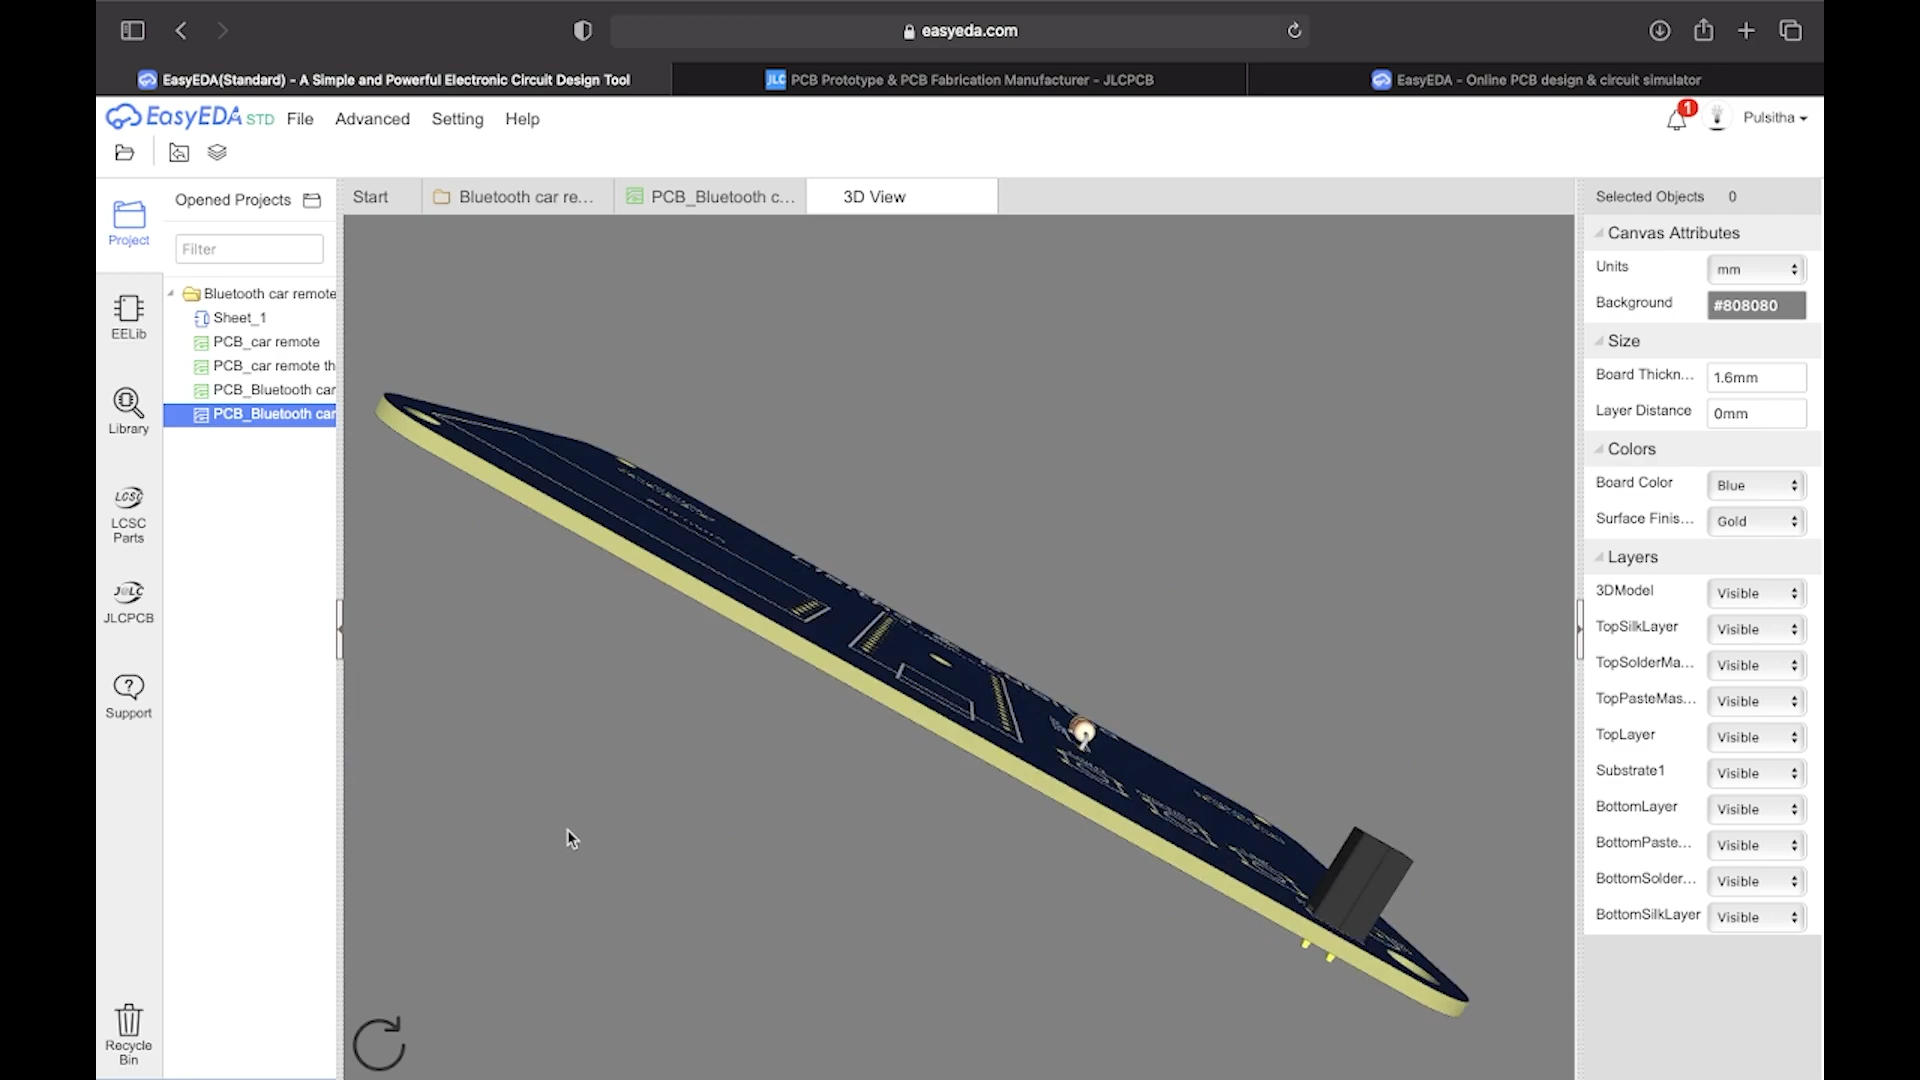 easyeda.com
EasyEDA(Standard) - A Simple and Powerful Electronic Circuit Design Tool
JLC PCB Prototype & PCB Fabrication Manufacturer - JLCPCB
EasyEDA - Online PCB design & circuit simulator
EasyEDA STD File Advanced Setting Help
1
Pulsitha
Project
EELib
Library
LCSC
LCSC
Parts
J@LC
JLCPCB
Support
Recycle
Bin
Opened Projects
Filter
Bluetooth car remote
Sheet_1
PCB_car remote
PCB_car remote th
PCB_Bluetooth car
PCB_Bluetooth car
Start
Bluetooth car re...
PCB_Bluetooth c...
3D View
Selected Objects 0
Canvas Attributes
Units mm
Background #808080
Size
Board Thickn... 1.6mm
Layer Distance 0mm
Colors
Board Color Blue
Surface Finis... Gold
Layers
3DModel Visible
TopSilkLayer Visible
TopSolderMa... Visible
TopPasteMas... Visible
TopLayer Visible
Substrate1 Visible
BottomLayer Visible
BottomPaste... Visible
BottomSolder... Visible
BottomSilkLayer Visible